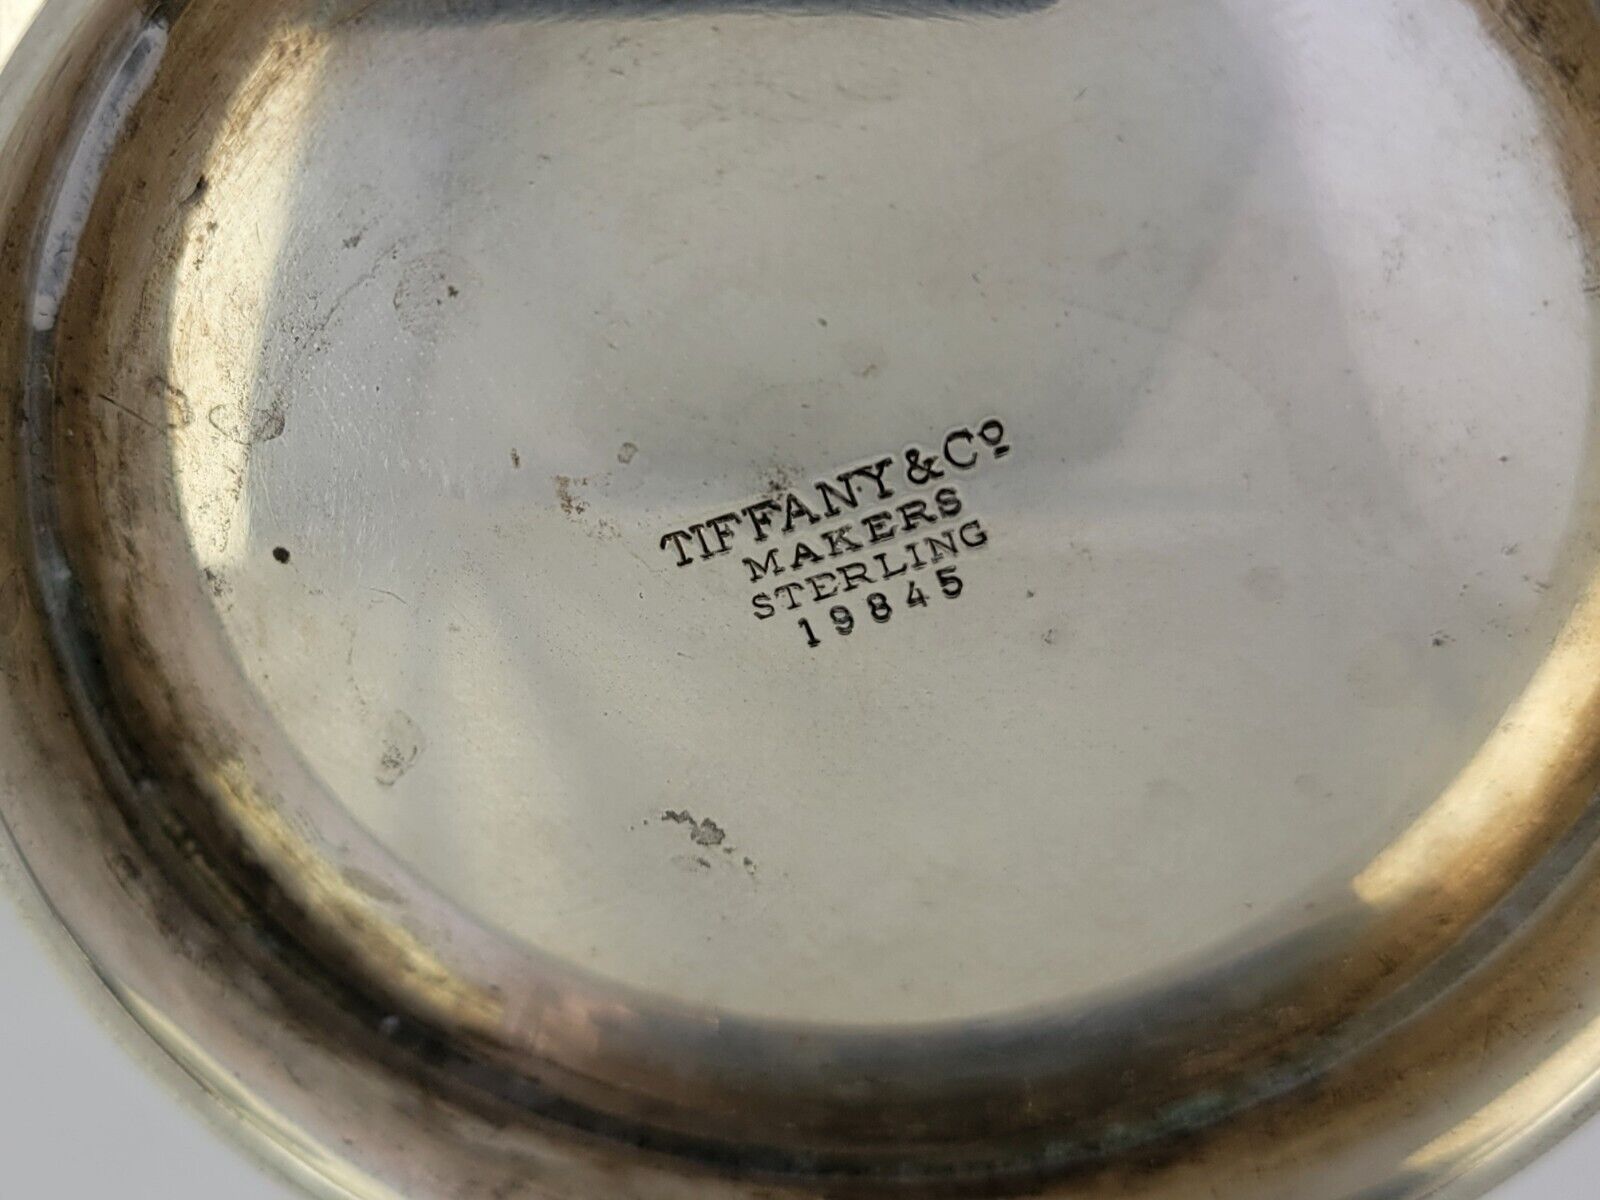 TIFFANY & Cº
MAKERS
STERLING
19845